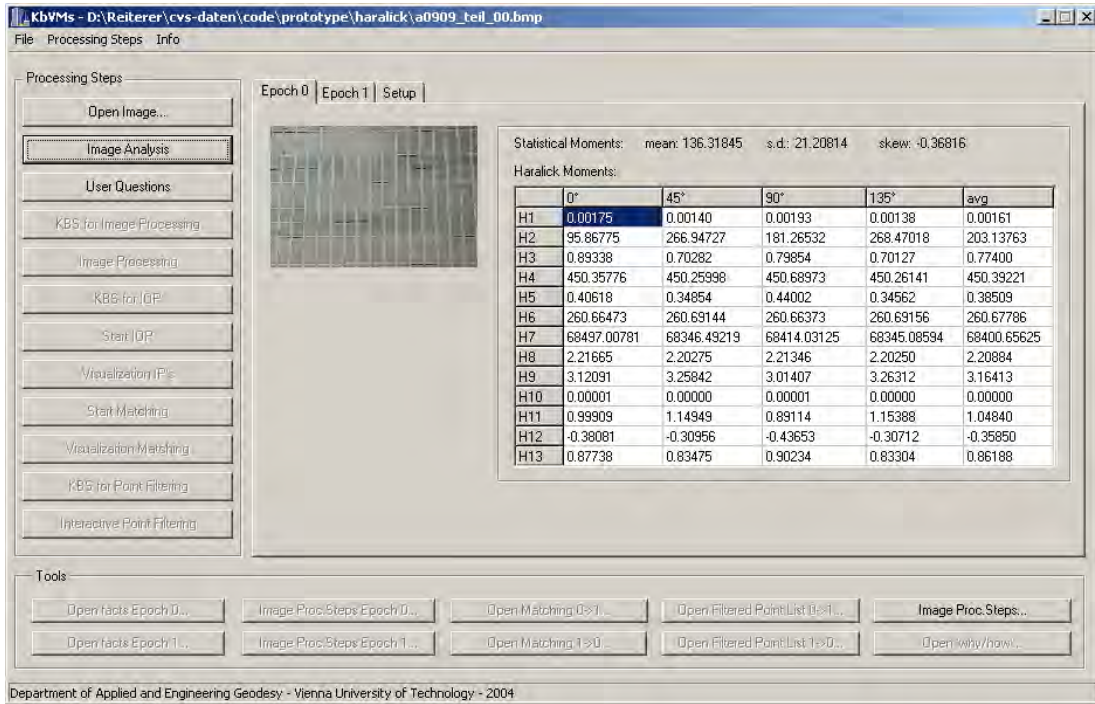 KbVMs - D:\Reiterer\cvs-daten\code\prototype\haralick\a0909_teil_00.bmp
File Processing Steps Info
Processing Steps
Open Image...
Image Analysis
User Questions
KBS for Image Processing
Image Processing
KBS for IOP
Start IOP
Visualization IP's
Start Matching
Visualization Matching
KBS for Point Filtering
Interactive Point Filtering
Epoch 0 Epoch 1 Setup
Statistical Moments: mean: 136.31845 s.d.: 21.20814 skew: -0.36816
Haralick Moments:
0° 45° 90° 135° avg
H1 0.00175 0.00140 0.00193 0.00138 0.00161
H2 95.86775 266.94727 181.26532 268.47018 203.13763
H3 0.89338 0.70282 0.79854 0.70127 0.77400
H4 450.35776 450.25998 450.68973 450.26141 450.39221
H5 0.40618 0.34854 0.44002 0.34562 0.38509
H6 260.66473 260.69144 260.66373 260.69156 260.67786
H7 68497.00781 68346.49219 68414.03125 68345.08594 68400.65625
H8 2.21665 2.20275 2.21346 2.20250 2.20884
H9 3.12091 3.25842 3.01407 3.26312 3.16413
H10 0.00001 0.00000 0.00001 0.00000 0.00000
H11 0.99909 1.14949 0.89114 1.15388 1.04840
H12 -0.38081 -0.30956 -0.43653 -0.30712 -0.35850
H13 0.87738 0.83475 0.90234 0.83304 0.86188
Tools
Open facts Epoch 0... Image Proc.Steps Epoch 0... Open Matching 0->1... Open Filtered Point List 0->1... Image Proc.Steps...
Open facts Epoch 1... Image Proc.Steps Epoch 1... Open Matching 1->0... Open Filtered Point List 1->0... Open why/how...
Department of Applied and Engineering Geodesy - Vienna University of Technology - 2004